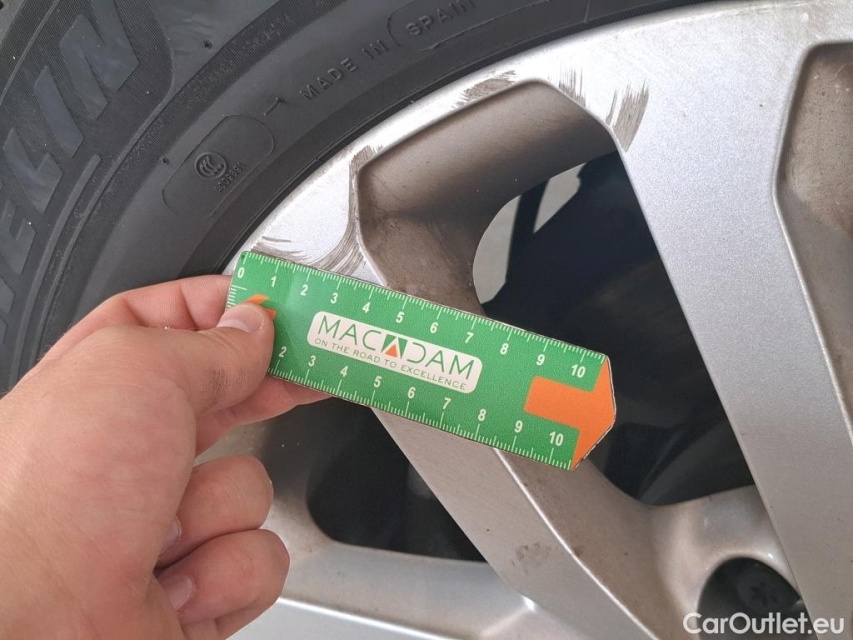 MADE IN SPAIN
0 1 2 3 4 5 6 7 8 9 10
MACADAM
ON THE ROAD TO EXCELLENCE
2 3 4 5 6 7 8 9 10
CarOutlet.eu